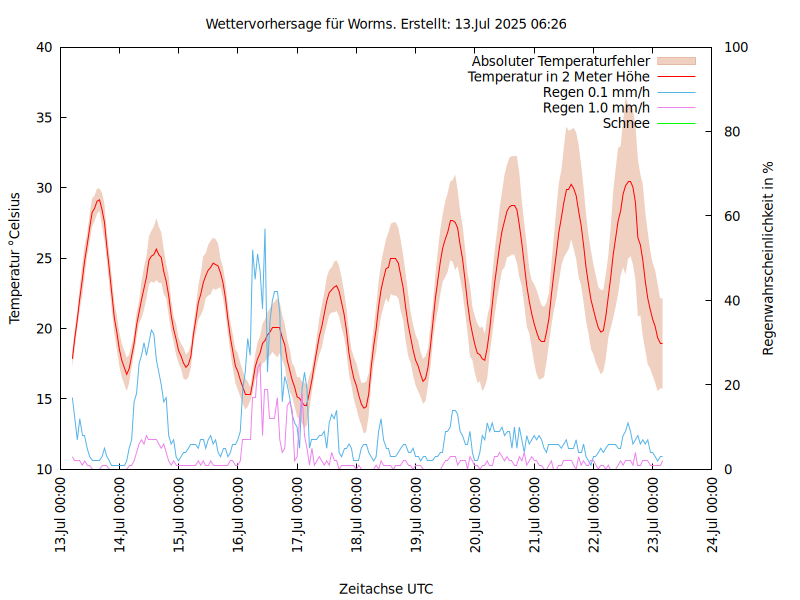 Wettervorhersage für Worms. Erstellt: 13.Jul 2025 06:26
40
35
30
25
20
15
10
100
80
60
40
20
0
Absoluter Temperaturfehler
Temperatur in 2 Meter Höhe
Regen 0.1 mm/h
Regen 1.0 mm/h
Schnee
Temperatur °Celsius
Regenwahrscheinlichkeit in %
13.Jul 00:00
14.Jul 00:00
15.Jul 00:00
16.Jul 00:00
17.Jul 00:00
18.Jul 00:00
19.Jul 00:00
20.Jul 00:00
21.Jul 00:00
22.Jul 00:00
23.Jul 00:00
24.Jul 00:00
Zeitachse UTC